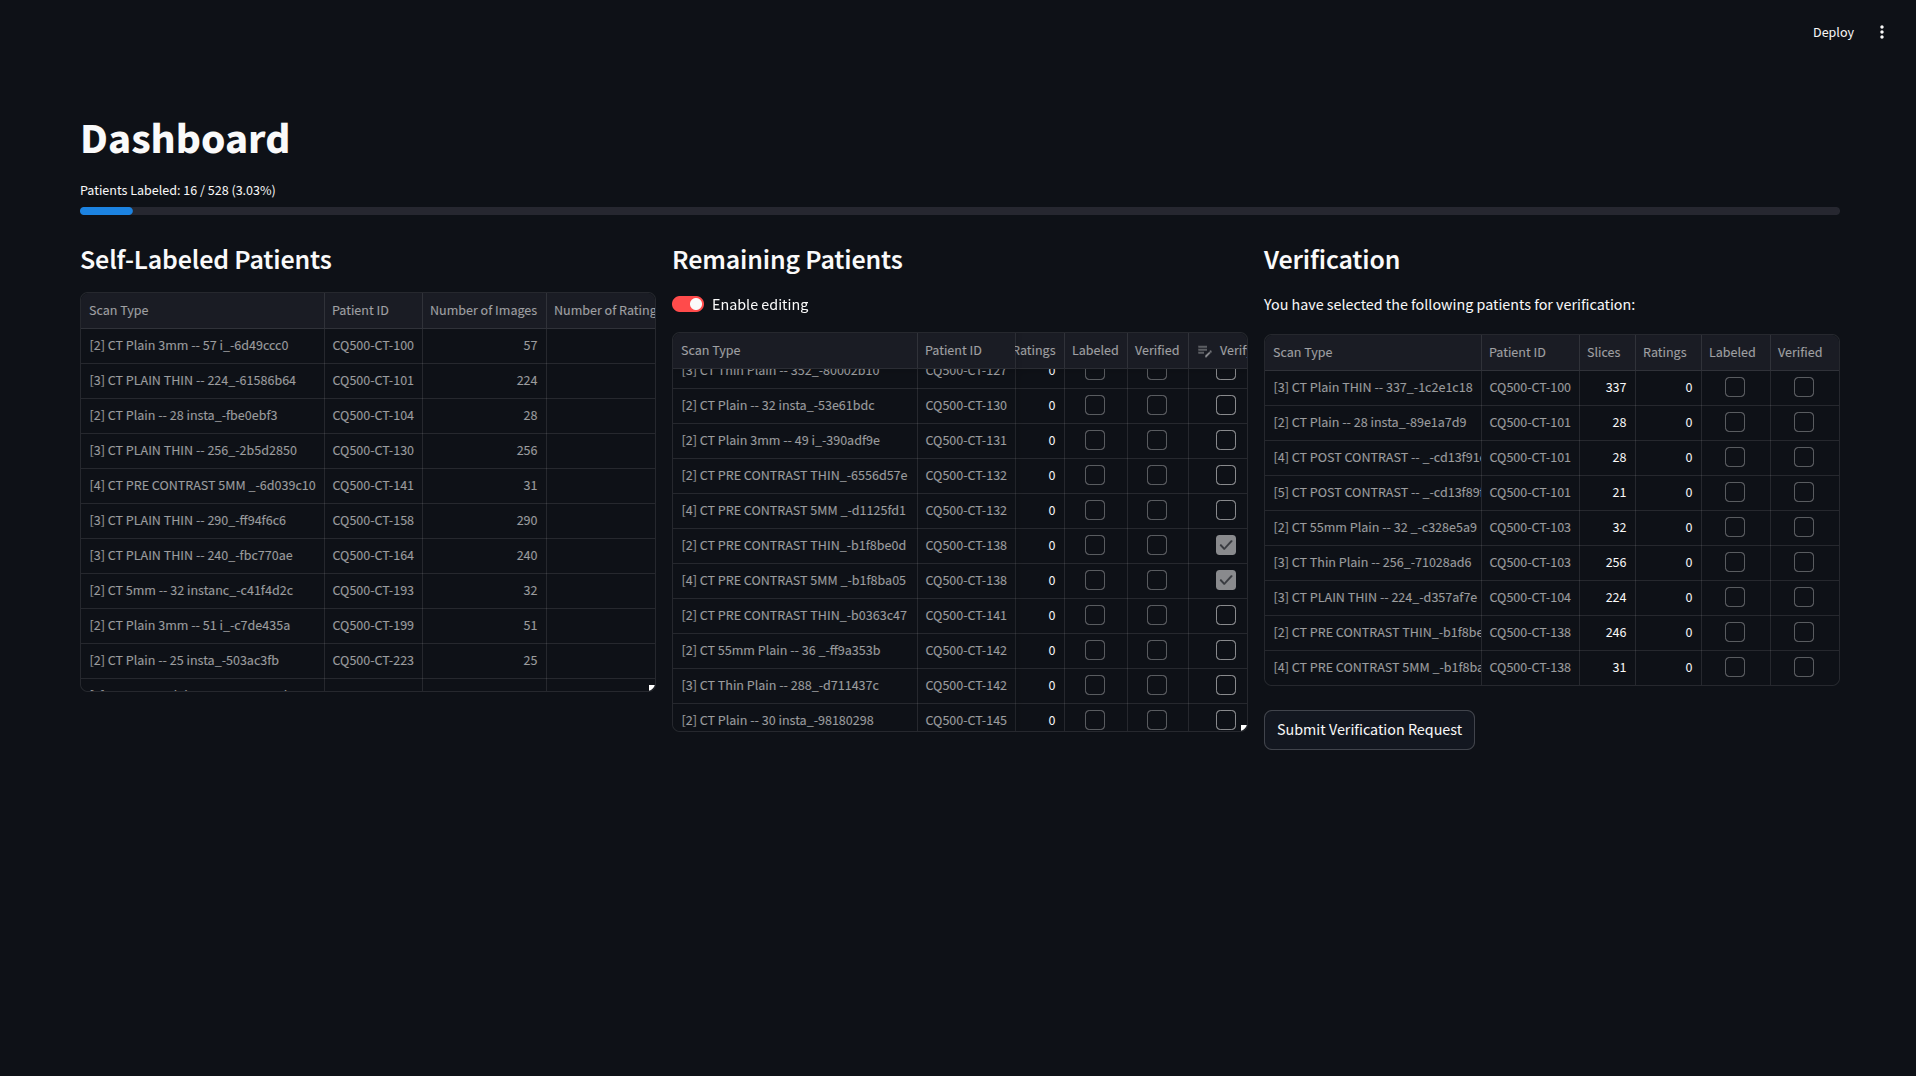 Deploy
Dashboard
Patients Labeled: 16 / 528 (3.03%)
Self-Labeled Patients
Scan Type Patient ID Number of Images Number of Rating
[2] CT Plain 3mm -- 57 i_-6d49ccc0 CQ500-CT-100 57
[3] CT PLAIN THIN -- 224_-61586b64 CQ500-CT-101 224
[2] CT Plain -- 28 insta_-fbe0ebf3 CQ500-CT-104 28
[3] CT PLAIN THIN -- 256_-2b5d2850 CQ500-CT-130 256
[4] CT PRE CONTRAST 5MM _-6d039c10 CQ500-CT-141 31
[3] CT PLAIN THIN -- 290_-ff94f6c6 CQ500-CT-158 290
[3] CT PLAIN THIN -- 240_-fbc770ae CQ500-CT-164 240
[2] CT 5mm -- 32 instanc_-c41f4d2c CQ500-CT-193 32
[2] CT Plain 3mm -- 51 i_-c7de435a CQ500-CT-199 51
[2] CT Plain -- 25 insta_-503ac3fb CQ500-CT-223 25
Remaining Patients
Enable editing
Scan Type Patient ID Ratings Labeled Verified Verif
[3] CT Thin Plain -- 352_-80002b10 CQ500-CT-127 0
[2] CT Plain -- 32 insta_-53e61bdc CQ500-CT-130 0
[2] CT Plain 3mm -- 49 i_-390adf9e CQ500-CT-131 0
[2] CT PRE CONTRAST THIN_-6556d57e CQ500-CT-132 0
[4] CT PRE CONTRAST 5MM _-d1125fd1 CQ500-CT-132 0
[2] CT PRE CONTRAST THIN_-b1f8be0d CQ500-CT-138 0
[4] CT PRE CONTRAST 5MM _-b1f8ba05 CQ500-CT-138 0
[2] CT PRE CONTRAST THIN_-b0363c47 CQ500-CT-141 0
[2] CT 55mm Plain -- 36 _-ff9a353b CQ500-CT-142 0
[3] CT Thin Plain -- 288_-d711437c CQ500-CT-142 0
[2] CT Plain -- 30 insta_-98180298 CQ500-CT-145 0
Verification
You have selected the following patients for verification:
Scan Type Patient ID Slices Ratings Labeled Verified
[3] CT Plain THIN -- 337_-1c2e1c18 CQ500-CT-100 337 0
[2] CT Plain -- 28 insta_-89e1a7d9 CQ500-CT-101 28 0
[4] CT POST CONTRAST -- _-cd13f91 CQ500-CT-101 28 0
[5] CT POST CONTRAST -- _-cd13f89 CQ500-CT-101 21 0
[2] CT 55mm Plain -- 32 _-c328e5a9 CQ500-CT-103 32 0
[3] CT Thin Plain -- 256_-71028ad6 CQ500-CT-103 256 0
[3] CT PLAIN THIN -- 224_-d357af7e CQ500-CT-104 224 0
[2] CT PRE CONTRAST THIN_-b1f8be CQ500-CT-138 246 0
[4] CT PRE CONTRAST 5MM _-b1f8ba CQ500-CT-138 31 0
Submit Verification Request